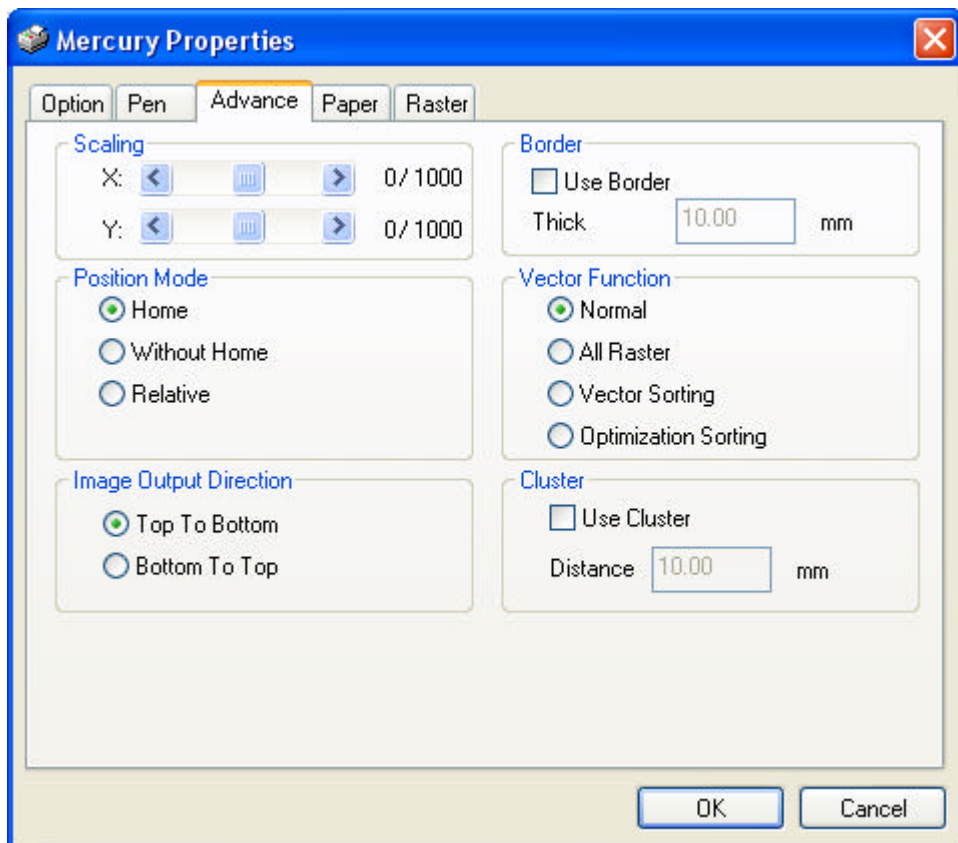 Mercury Properties
Option Pen Advance Paper Raster
Scaling
X: 0/1000
Y: 0/1000
Border
Use Border
Thick 10.00 mm
Position Mode
Home
Without Home
Relative
Vector Function
Normal
All Raster
Vector Sorting
Optimization Sorting
Image Output Direction
Top To Bottom
Bottom To Top
Cluster
Use Cluster
Distance 10.00 mm
OK Cancel